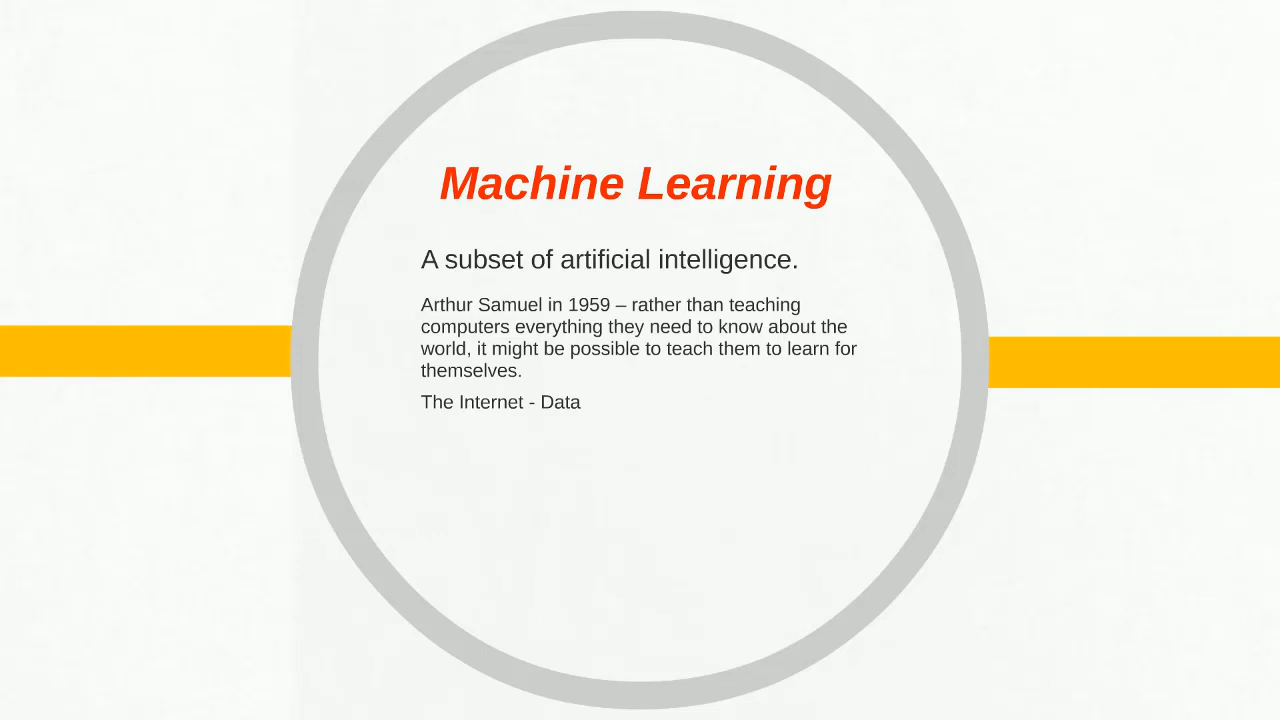 Machine Learning
A subset of artificial intelligence.
Arthur Samuel in 1959 – rather than teaching
computers everything they need to know about the
world, it might be possible to teach them to learn for
themselves.
The Internet - Data